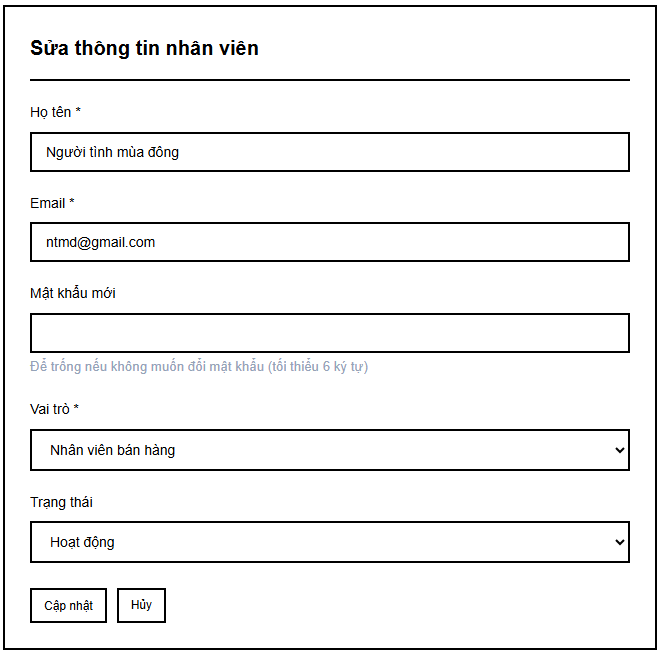 Sửa thông tin nhân viên
Họ tên *
Người tình mùa đông
Email *
ntmd@gmail.com
Mật khẩu mới
Để trống nếu không muốn đổi mật khẩu (tối thiểu 6 ký tự)
Vai trò *
Nhân viên bán hàng
Trạng thái
Hoạt động
Cập nhật Hủy